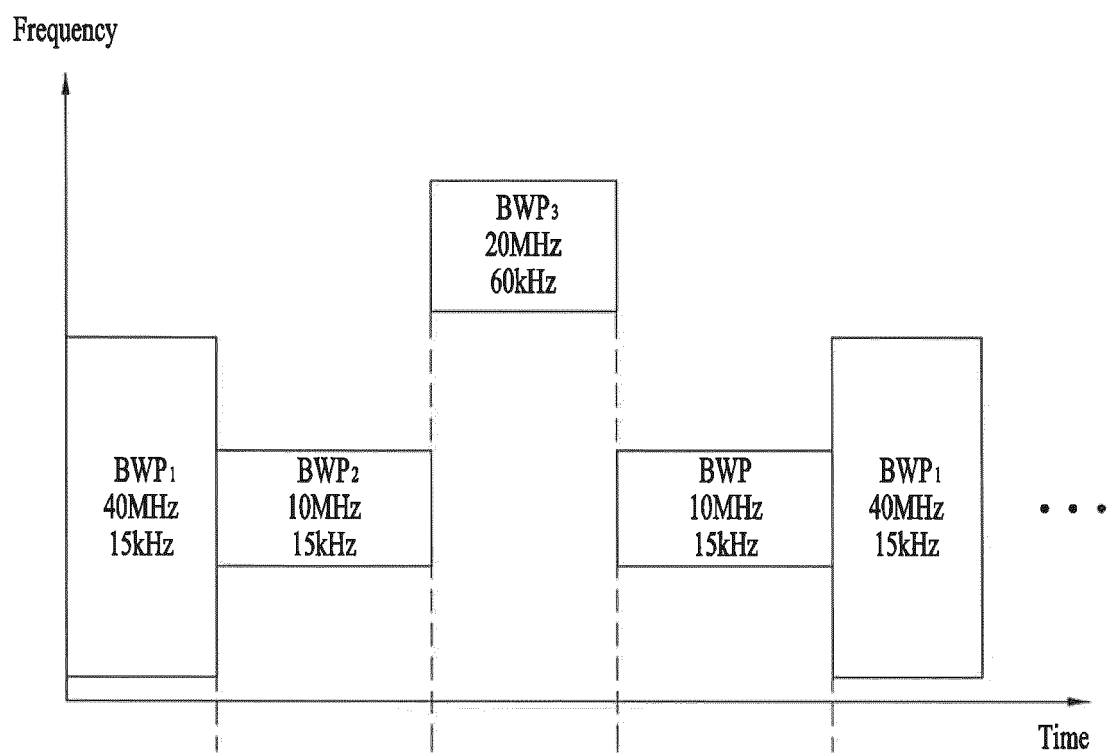 Frequency
BWP₃
20MHz
60kHz
BWP₁
40MHz
15kHz
BWP₂
10MHz
15kHz
BWP
10MHz
15kHz
BWP₁
40MHz
15kHz
Time